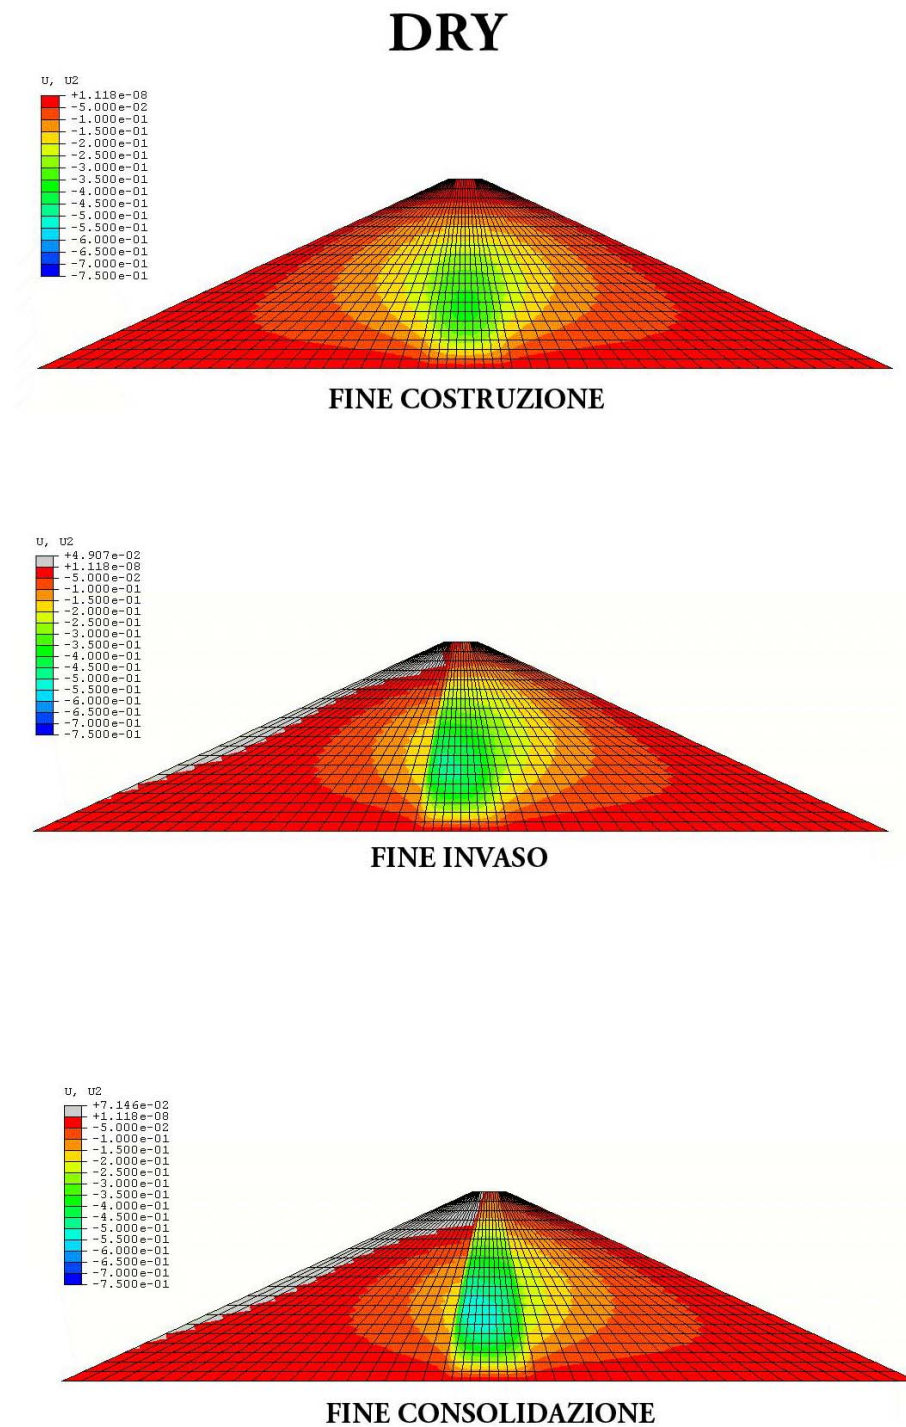 DRY
U, U2
+1.118e-08
-5.000e-02
-1.000e-01
-1.500e-01
-2.000e-01
-2.500e-01
-3.000e-01
-3.500e-01
-4.000e-01
-4.500e-01
-5.000e-01
-5.500e-01
-6.000e-01
-6.500e-01
-7.000e-01
-7.500e-01
FINE COSTRUZIONE
U, U2
+4.907e-02
+1.118e-08
-5.000e-02
-1.000e-01
-1.500e-01
-2.000e-01
-2.500e-01
-3.000e-01
-3.500e-01
-4.000e-01
-4.500e-01
-5.000e-01
-5.500e-01
-6.000e-01
-6.500e-01
-7.000e-01
-7.500e-01
FINE INVASO
U, U2
+7.146e-02
+1.118e-08
-5.000e-02
-1.000e-01
-1.500e-01
-2.000e-01
-2.500e-01
-3.000e-01
-3.500e-01
-4.000e-01
-4.500e-01
-5.000e-01
-5.500e-01
-6.000e-01
-6.500e-01
-7.000e-01
-7.500e-01
FINE CONSOLIDAZIONE